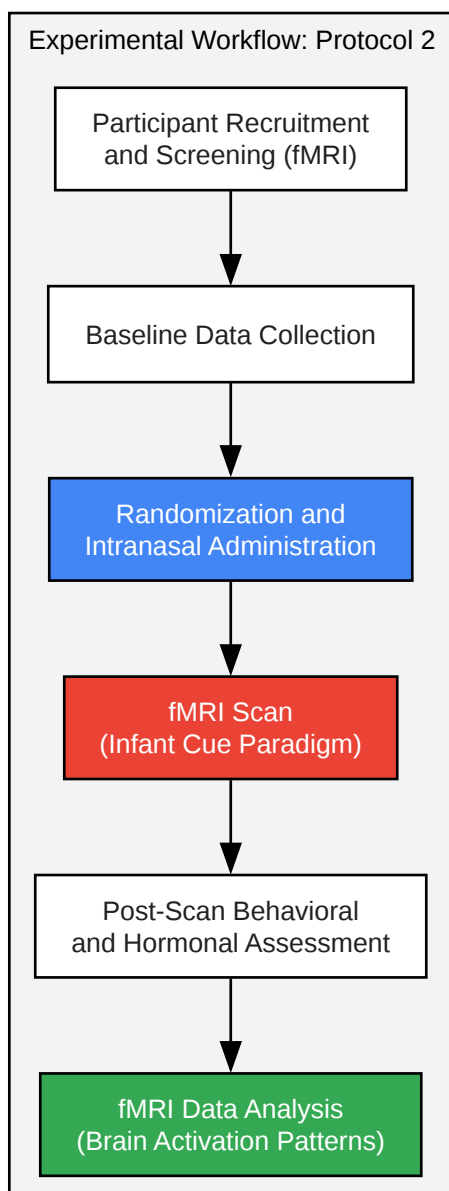 Experimental Workflow: Protocol 2
Participant Recruitment
and Screening (fMRI)
Baseline Data Collection
Randomization and
Intranasal Administration
fMRI Scan
(Infant Cue Paradigm)
Post-Scan Behavioral
and Hormonal Assessment
fMRI Data Analysis
(Brain Activation Patterns)